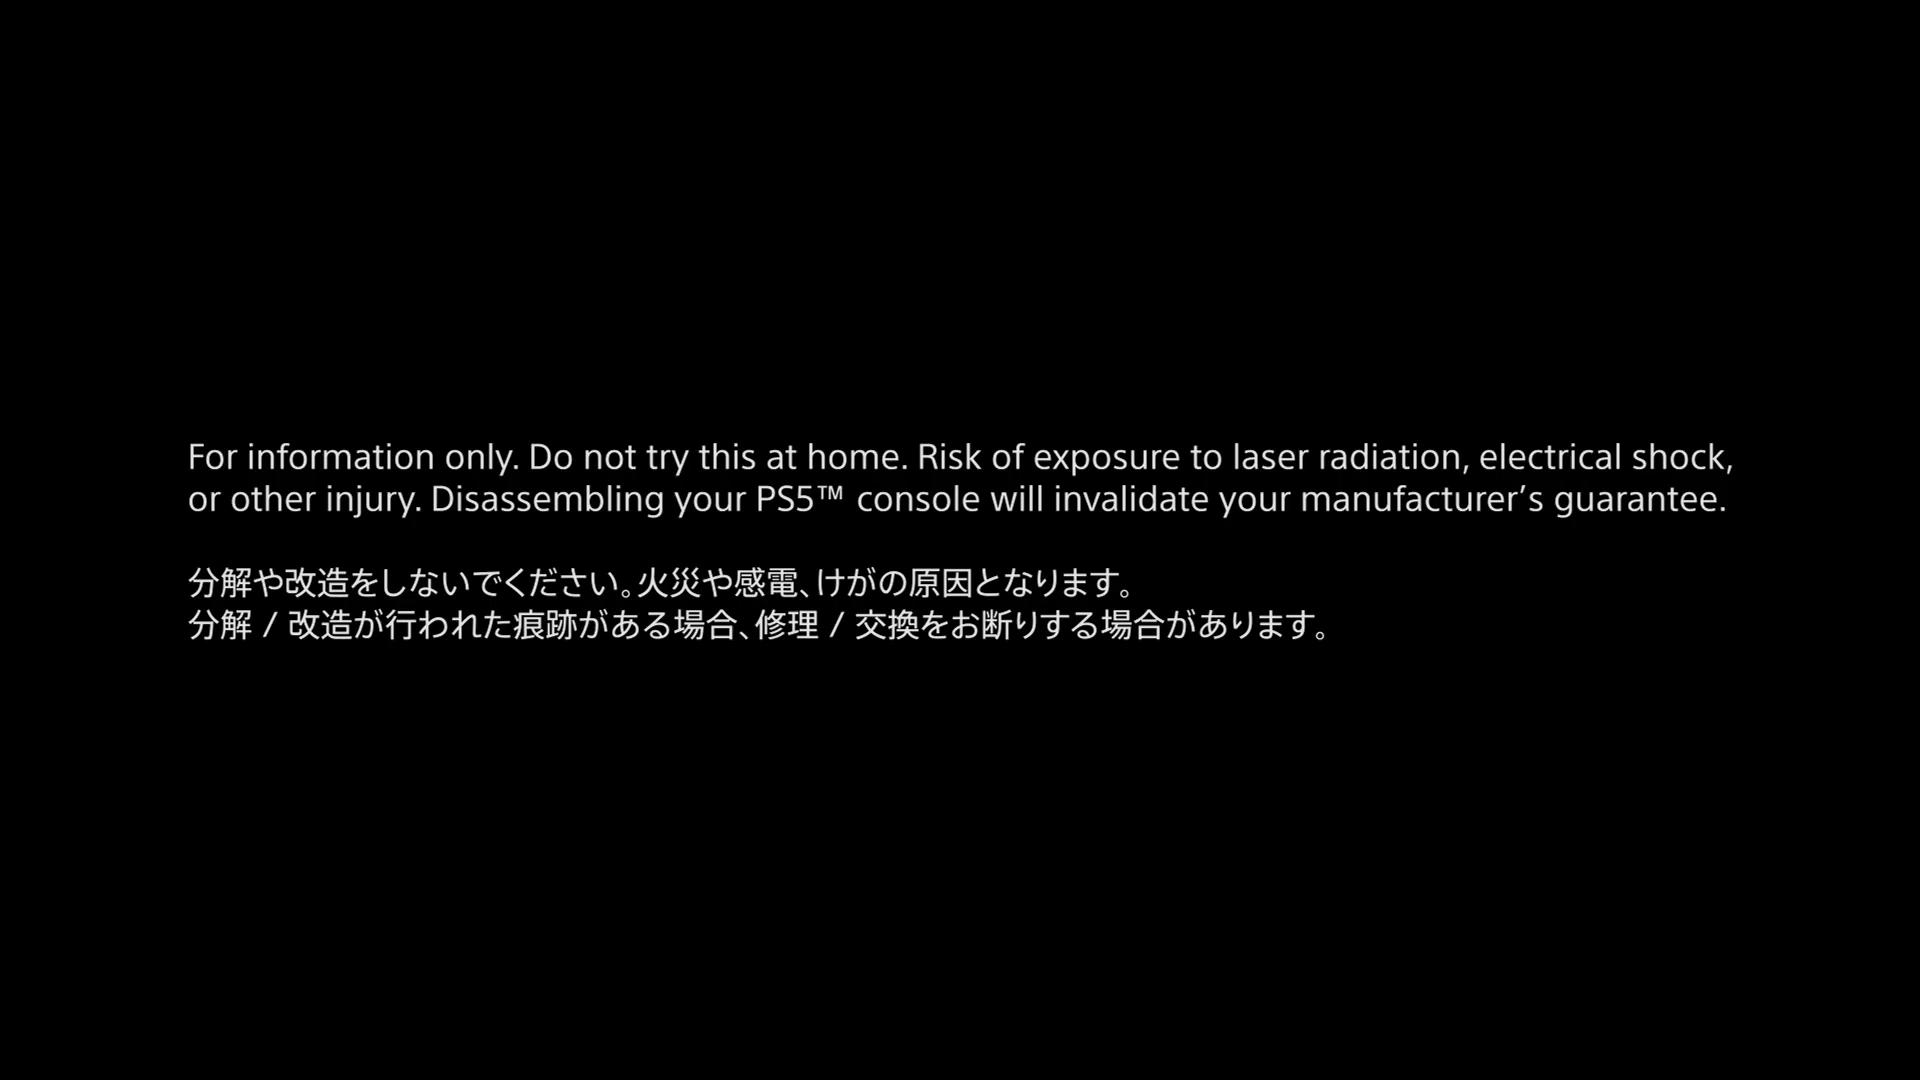 For information only. Do not try this at home. Risk of exposure to laser radiation, electrical shock,
or other injury. Disassembling your PS5™ console will invalidate your manufacturer’s guarantee.
分解や改造をしないでください。火災や感電、けがの原因となります。
分解 / 改造が行われた痕跡がある場合、修理 / 交換をお断りする場合があります。